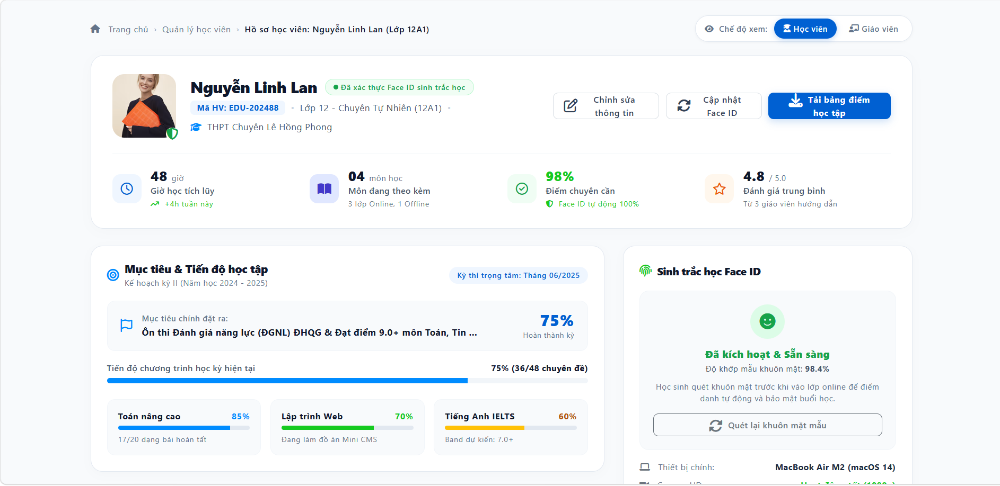 Trang chủ › Quản lý học viên › Hồ sơ học viên: Nguyễn Linh Lan (Lớp 12A1)
Chế độ xem: Học viên Giáo viên
Nguyễn Linh Lan
Đã xác thực Face ID sinh trắc học
Mã HV: EDU-202488 • Lớp 12 - Chuyên Tự Nhiên (12A1) •
THPT Chuyên Lê Hồng Phong
Chỉnh sửa
thông tin
Cập nhật
Face ID
Tải bảng điểm
học tập
48 giờ
Giờ học tích lũy
+4h tuần này
04 môn học
Môn đang theo kèm
3 lớp Online, 1 Offline
98%
Điểm chuyên cần
Face ID tự động 100%
4.8 / 5.0
Đánh giá trung bình
Từ 3 giáo viên hướng dẫn
Mục tiêu & Tiến độ học tập
Kế hoạch kỳ II (Năm học 2024 - 2025)
Kỳ thi trọng tâm: Tháng 06/2025
Mục tiêu chính đặt ra:
Ôn thi Đánh giá năng lực (ĐGNL) ĐHQG & Đạt điểm 9.0+ môn Toán, Tin ...
75%
Hoàn thành kỳ
Tiến độ chương trình học kỳ hiện tại
75% (36/48 chuyên đề)
Toán nâng cao 85%
17/20 dạng bài hoàn tất
Lập trình Web 70%
Đang làm đồ án Mini CMS
Tiếng Anh IELTS 60%
Band dự kiến: 7.0+
Sinh trắc học Face ID
Đã kích hoạt & Sẵn sàng
Độ khớp mẫu khuôn mặt: 98.4%
Học sinh quét khuôn mặt trước khi vào lớp online để điểm
danh tự động và bảo mật buổi học.
Quét lại khuôn mặt mẫu
Thiết bị chính: MacBook Air M2 (macOS 14)